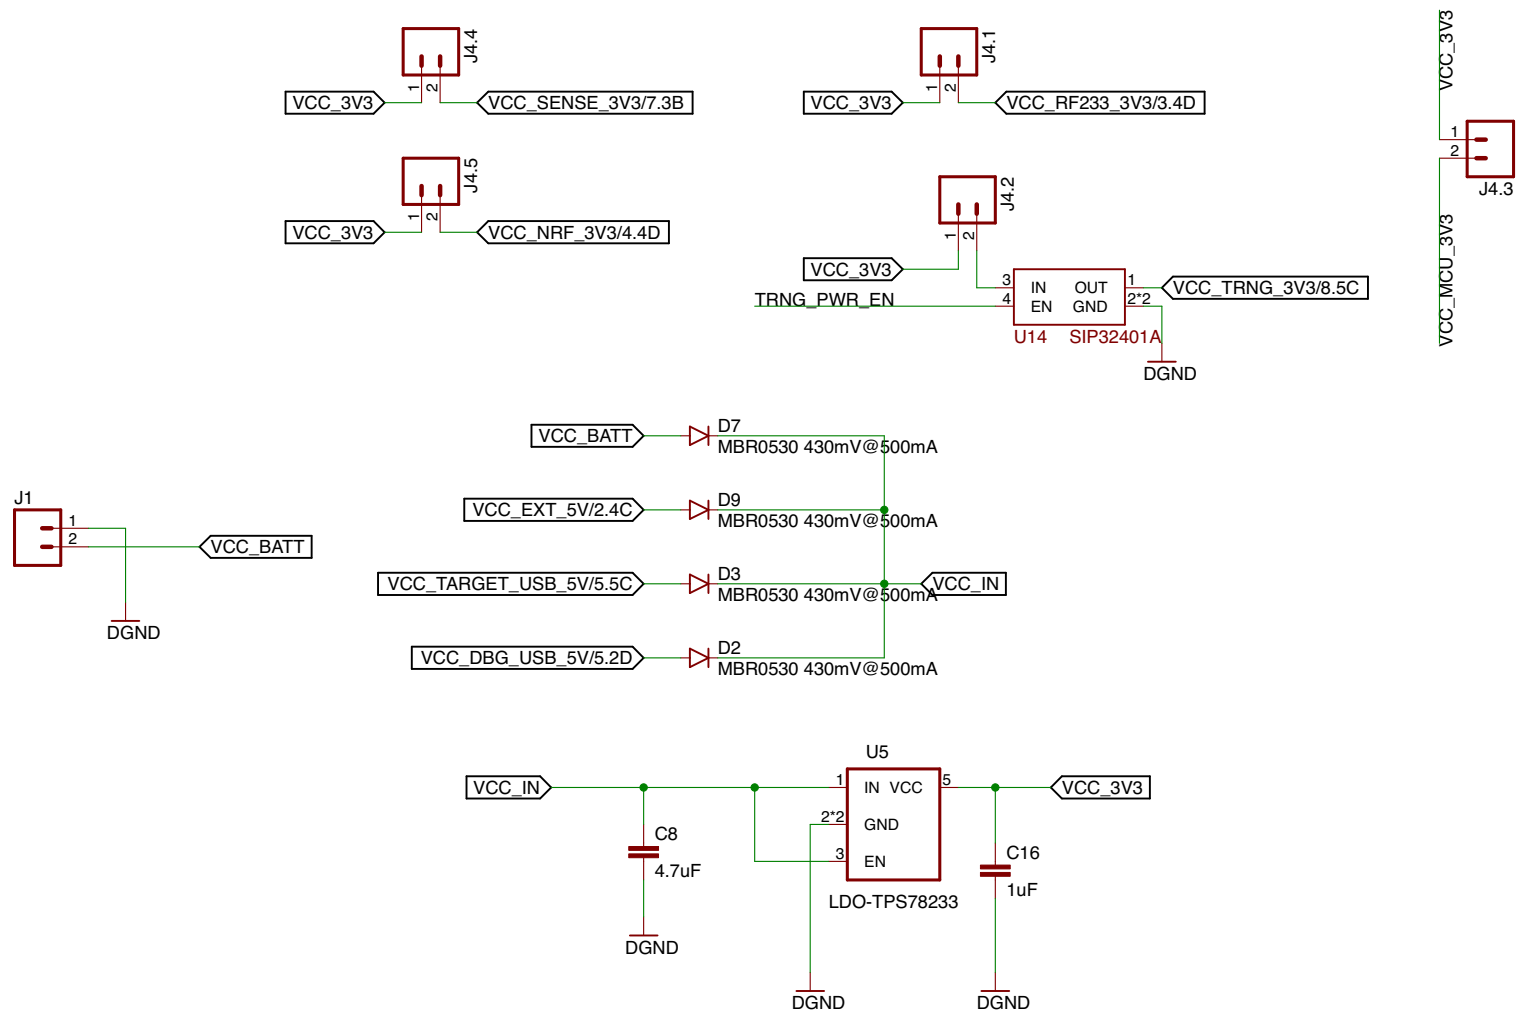 J4.4
1
2
VCC_3V3
VCC_SENSE_3V3/7.3B
J4.1
1
2
VCC_3V3
VCC_RF233_3V3/3.4D
VCC_3V3
1
2
J4.3
VCC_MCU_3V3
J4.5
1
2
VCC_3V3
VCC_NRF_3V3/4.4D
J4.2
1
2
VCC_3V3
TRNG_PWR_EN
3
IN
OUT
1
VCC_TRNG_3V3/8.5C
4
EN
GND
2*2
U14
SIP32401A
DGND
VCC_BATT
D7
MBR0530 430mV@500mA
J1
1
2
VCC_BATT
DGND
VCC_EXT_5V/2.4C
D9
MBR0530 430mV@500mA
VCC_TARGET_USB_5V/5.5C
D3
MBR0530 430mV@500mA
VCC_IN
VCC_DBG_USB_5V/5.2D
D2
MBR0530 430mV@500mA
U5
VCC_IN
1
IN
VCC
5
VCC_3V3
2*2
GND
3
EN
C8
4.7uF
DGND
LDO-TPS78233
C16
1uF
DGND
DGND